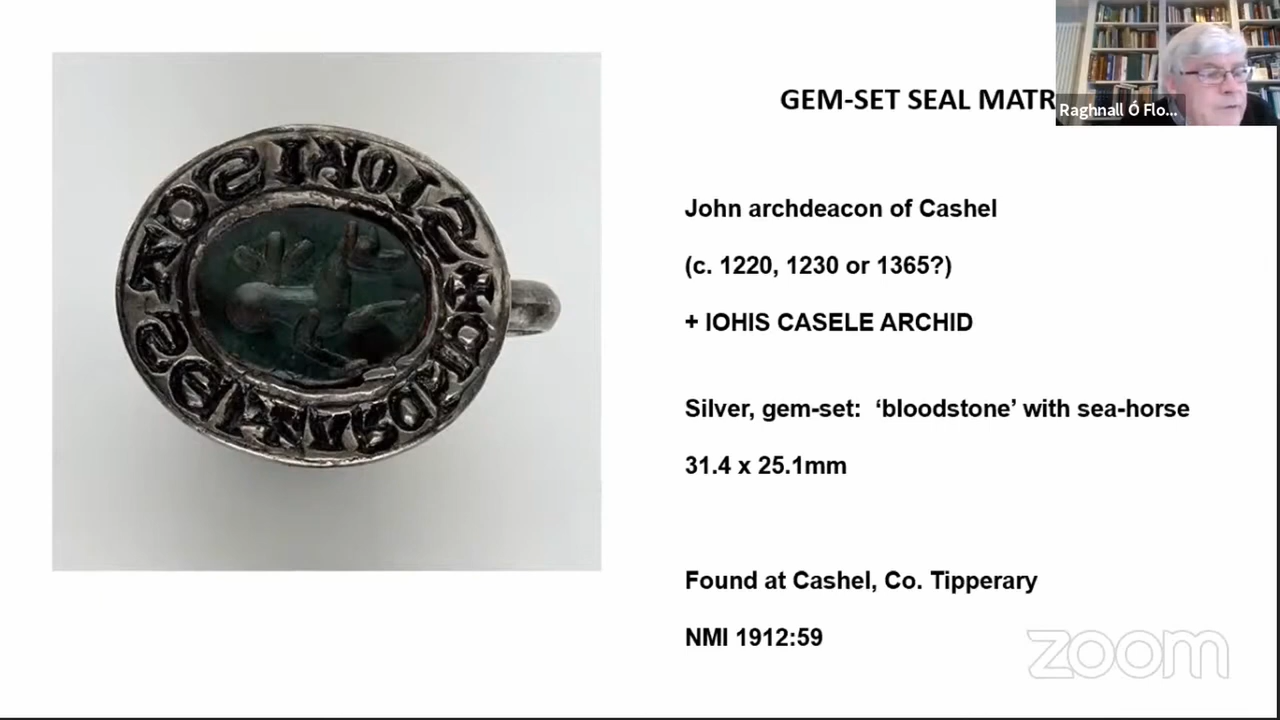 GEM-SET SEAL MATR
Raghnall Ó Flo...
John archdeacon of Cashel
(c. 1220, 1230 or 1365?)
+ IOHIS CASELE ARCHID
Silver, gem-set: ‘bloodstone’ with sea-horse
31.4 x 25.1mm
Found at Cashel, Co. Tipperary
NMI 1912:59
zoom